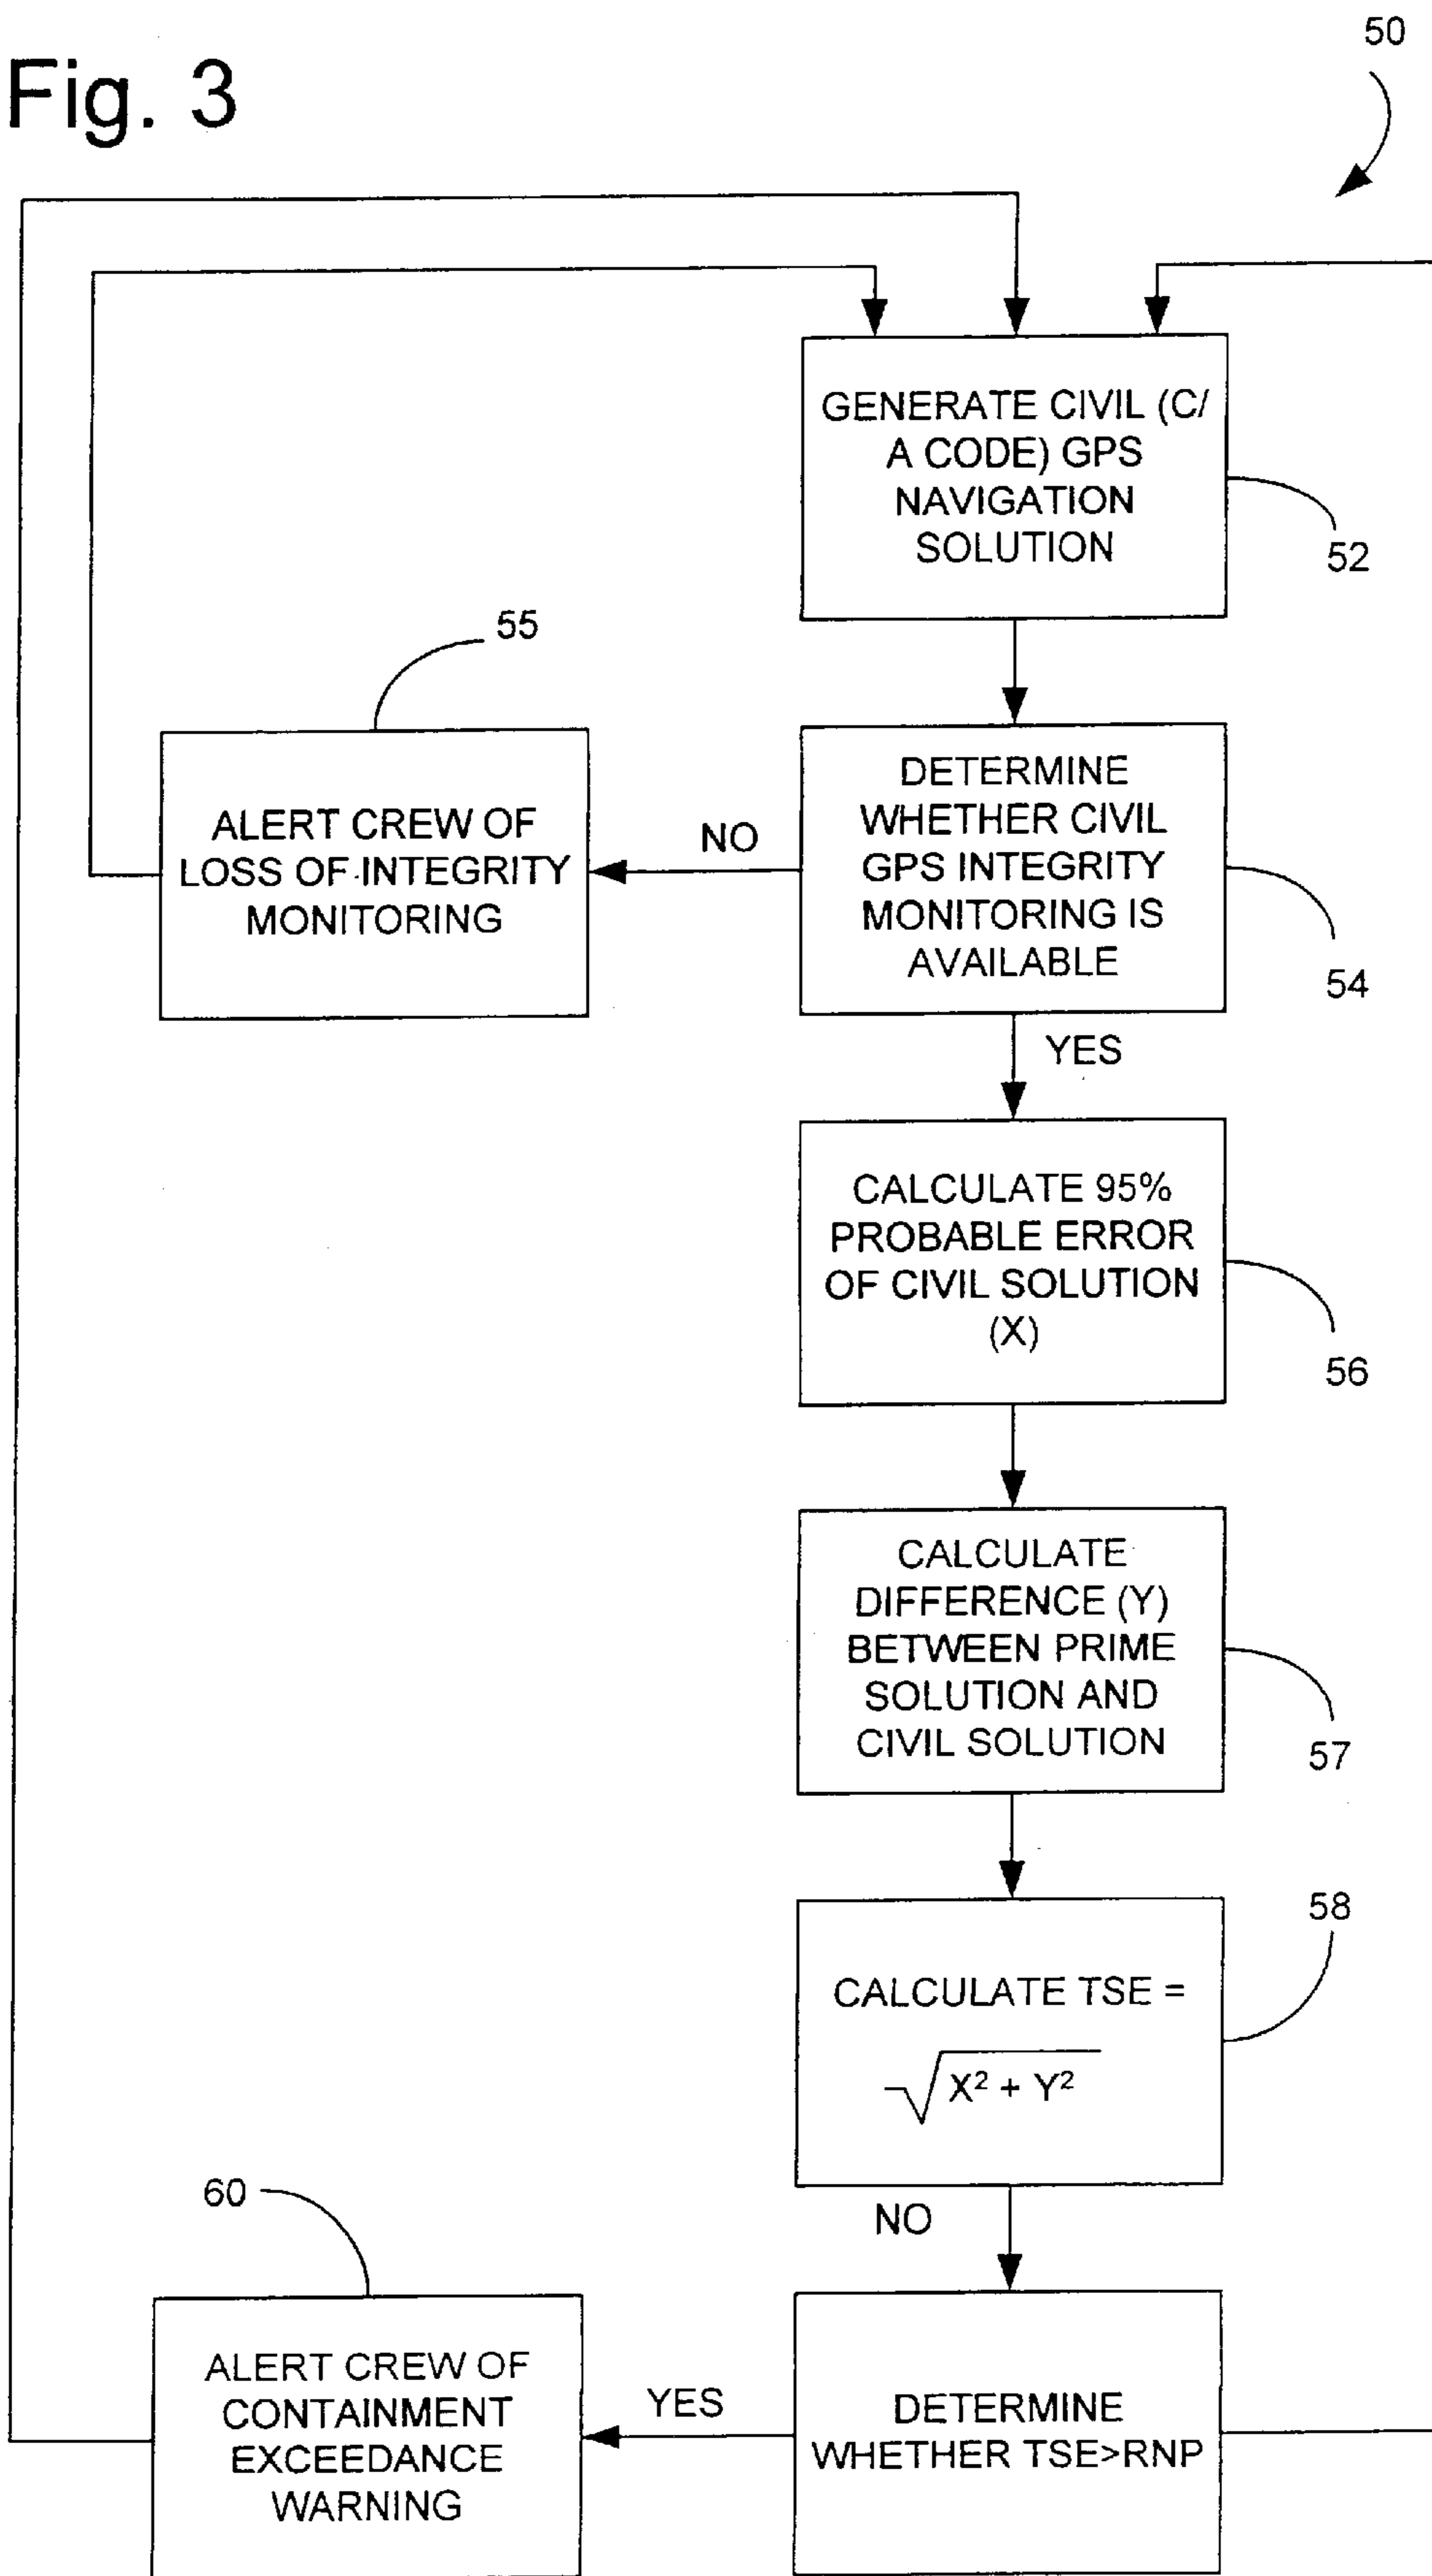 Fig. 3
50
GENERATE CIVIL (C/
A CODE) GPS
NAVIGATION
SOLUTION
52
55
ALERT CREW OF
LOSS OF INTEGRITY
MONITORING
NO
DETERMINE
WHETHER CIVIL
GPS INTEGRITY
MONITORING IS
AVAILABLE
54
YES
CALCULATE 95%
PROBABLE ERROR
OF CIVIL SOLUTION
(X)
56
CALCULATE
DIFFERENCE (Y)
BETWEEN PRIME
SOLUTION AND
CIVIL SOLUTION
57
58
CALCULATE TSE =
√X² + Y²
NO
60
ALERT CREW OF
CONTAINMENT
EXCEEDANCE
WARNING
YES
DETERMINE
WHETHER TSE>RNP